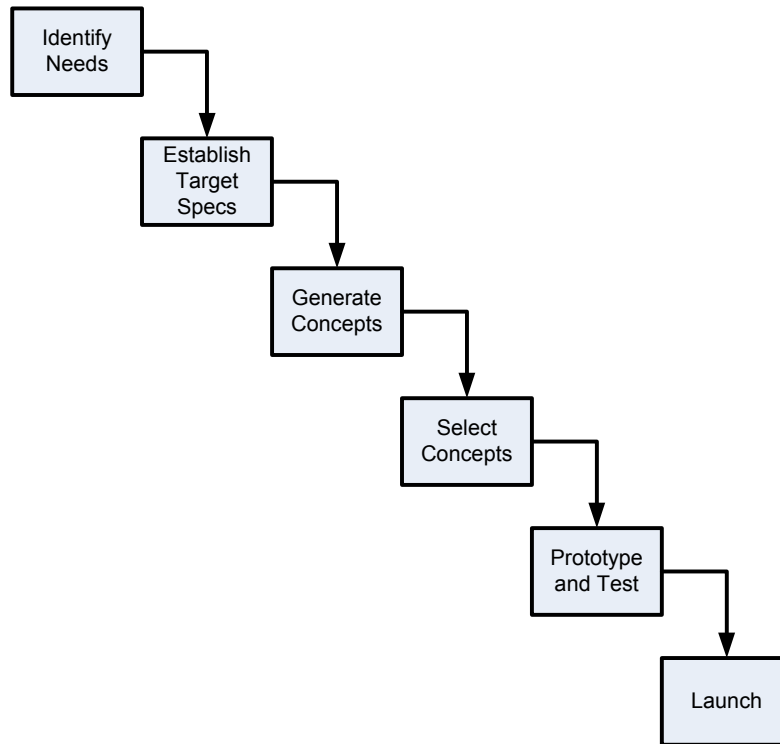 Identify
Needs
Establish
Target
Specs
Generate
Concepts
Select
Concepts
Prototype
and Test
Launch